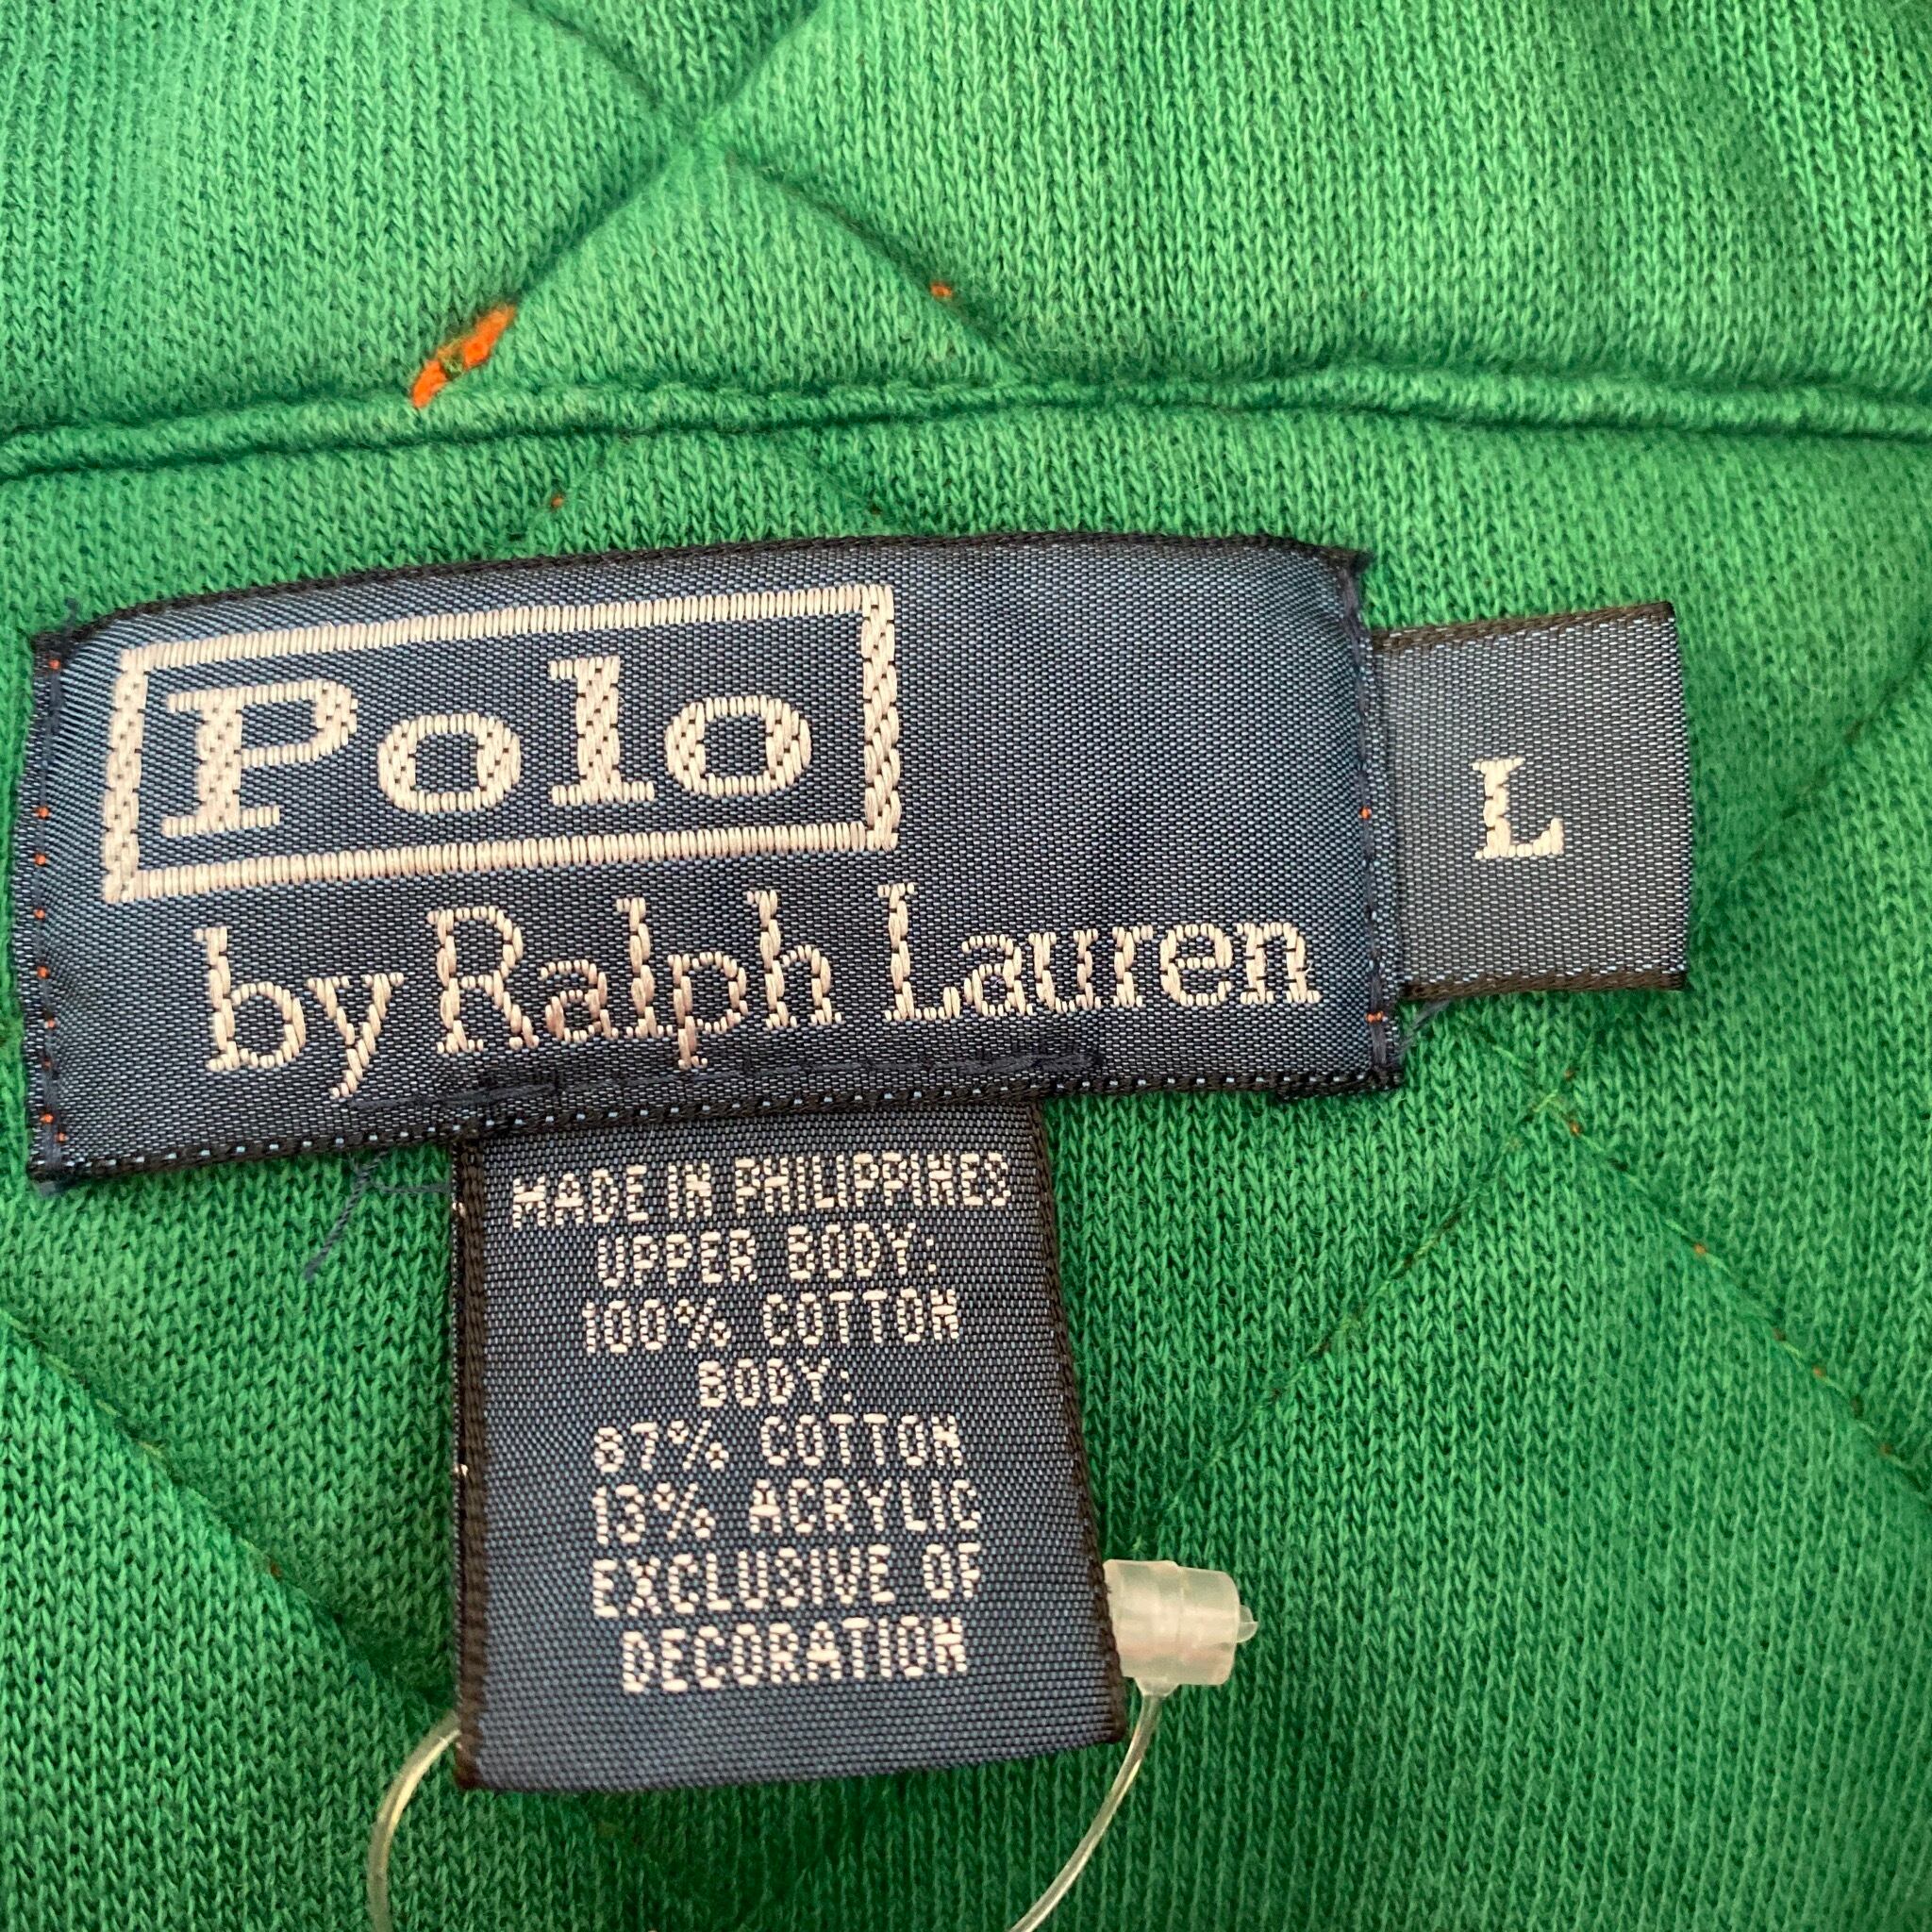 Polo
by Ralph Lauren
L
MADE IN PHILIPPINES
UPPER BODY:
100% COTTON
BODY:
87% COTTON
13% ACRYLIC
EXCLUSIVE OF
DECORATION